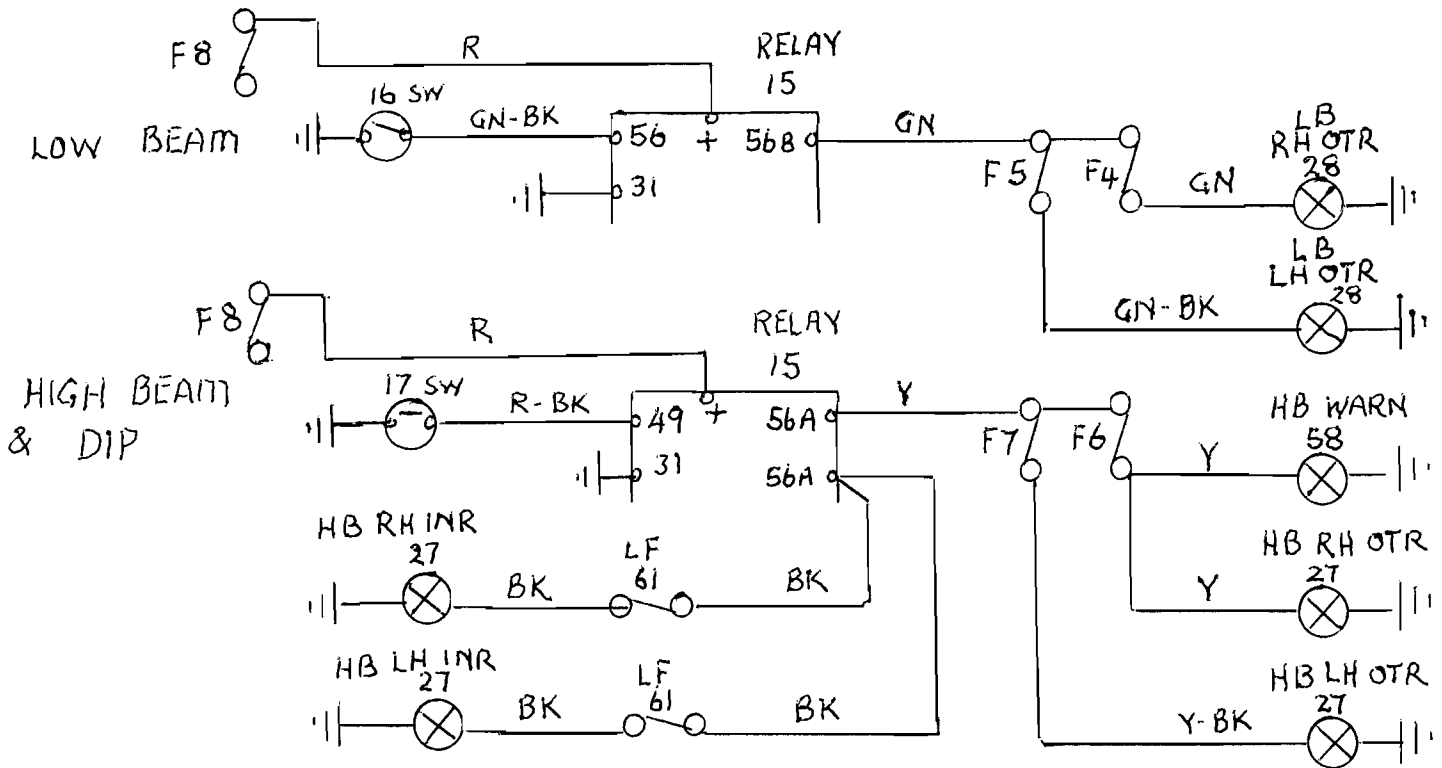 F8
R
RELAY
15
16 SW
LOW BEAM
GN-BK
56
+
56B
GN
31
F5
F4
GN
LB
RH OTR
28
LB
LH OTR
28
GN-BK
F8
R
RELAY
15
HIGH BEAM
& DIP
17 SW
R-BK
49
+
56A
Y
31
56A
F7
F6
HB WARN
58
Y
HB RH INR
27
LF
61
BK
BK
HB RH OTR
27
Y
HB LH INR
27
LF
61
BK
BK
HB LH OTR
27
Y-BK